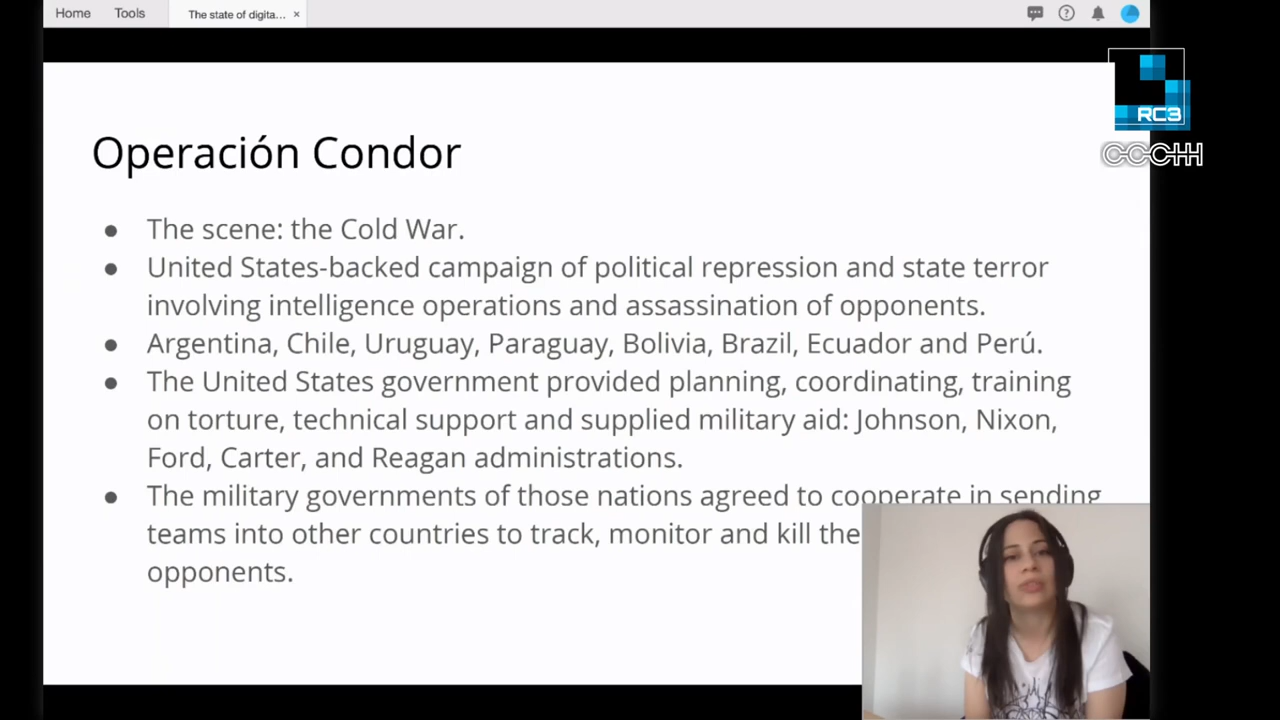 Home Tools The state of digita... ×
RC3
CCCHH
Operación Condor
● The scene: the Cold War.
● United States-backed campaign of political repression and state terror
involving intelligence operations and assassination of opponents.
● Argentina, Chile, Uruguay, Paraguay, Bolivia, Brazil, Ecuador and Perú.
● The United States government provided planning, coordinating, training
on torture, technical support and supplied military aid: Johnson, Nixon,
Ford, Carter, and Reagan administrations.
● The military governments of those nations agreed to cooperate in sending
teams into other countries to track, monitor and kill the
opponents.